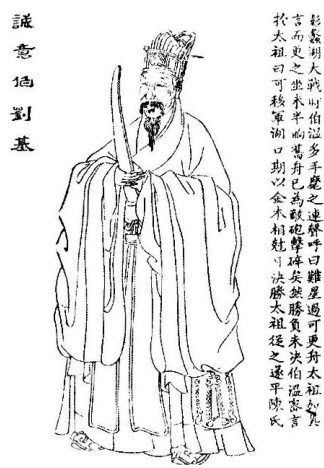 彭蠡湖大戰時伯溫多手麾之連聲呼曰難星過可更舟太祖如其
言而更之坐未半晌舊舟已為敵砲擊碎矣然勝負未決伯溫密言
於太祖曰可移軍湖口期以金木相尅日決勝太祖從之遂平陳氏
誠意伯劉基